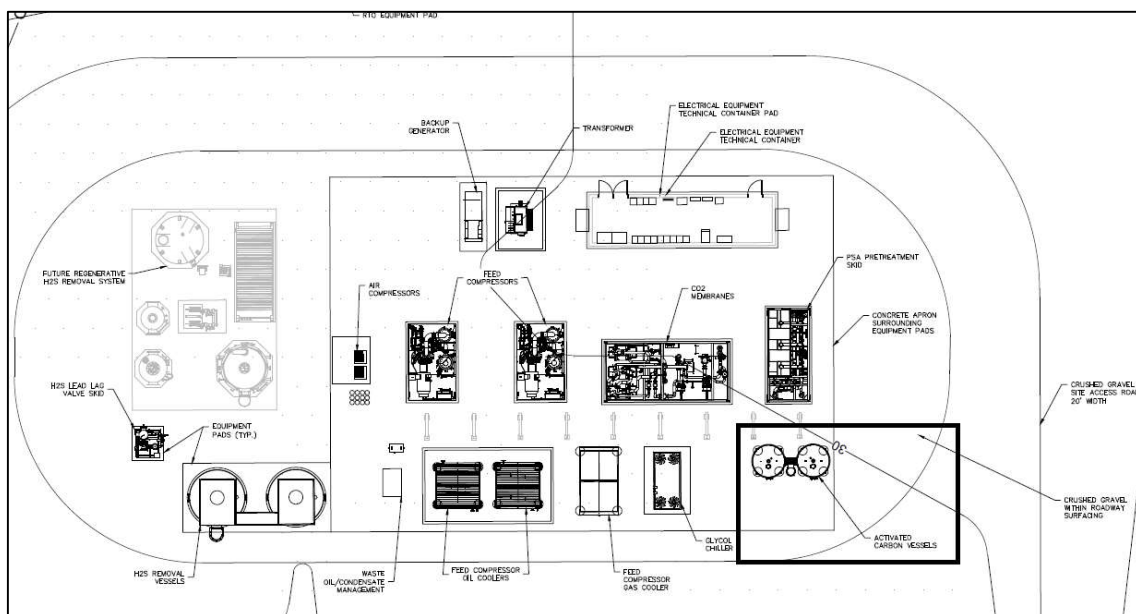 RTO EQUIPMENT PAD
ELECTRICAL EQUIPMENT
TECHNICAL CONTAINER PAD
BACKUP
GENERATOR
TRANSFORMER
ELECTRICAL EQUIPMENT
TECHNICAL CONTAINER
PSA PRETREATMENT
SKID
FUTURE REGENERATIVE
H2S REMOVAL SYSTEM
FEED
COMPRESSORS
AIR
COMPRESSORS
CO2
MEMBRANES
CONCRETE APRON
SURROUNDING
EQUIPMENT PADS
H2S LEAD LAG
VALVE SKID
CRUSHED GRAVEL
SITE ACCESS ROA
20' WIDTH
EQUIPMENT
PADS (TYP.)
30
CRUSHED GRAVEL
WITHIN ROADWAY
SURFACING
GLYCOL
CHILLER
ACTIVATED
CARBON VESSELS
H2S REMOVAL
VESSELS
WASTE
OIL/CONDENSATE
MANAGEMENT
FEED COMPRESSOR
OIL COOLERS
FEED
COMPRESSOR
GAS COOLER